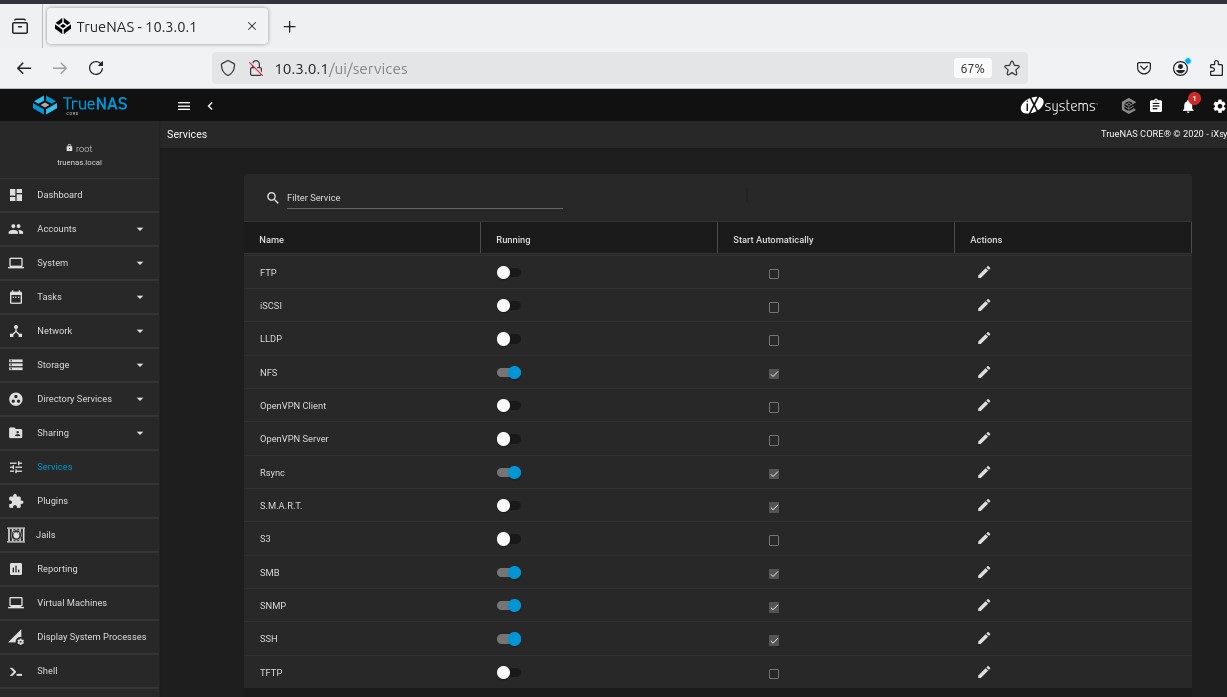 TrueNAS - 10.3.0.1
10.3.0.1/ui/services
67%
TrueNAS
CORE
iXsystems
1
Services
TrueNAS CORE® © 2020 - iXsy
root
truenas.local
Dashboard
Accounts
System
Tasks
Network
Storage
Directory Services
Sharing
Services
Plugins
Jails
Reporting
Virtual Machines
Display System Processes
Shell
Filter Service
Name Running Start Automatically Actions
FTP
iSCSI
LLDP
NFS
OpenVPN Client
OpenVPN Server
Rsync
S.M.A.R.T.
S3
SMB
SNMP
SSH
TFTP